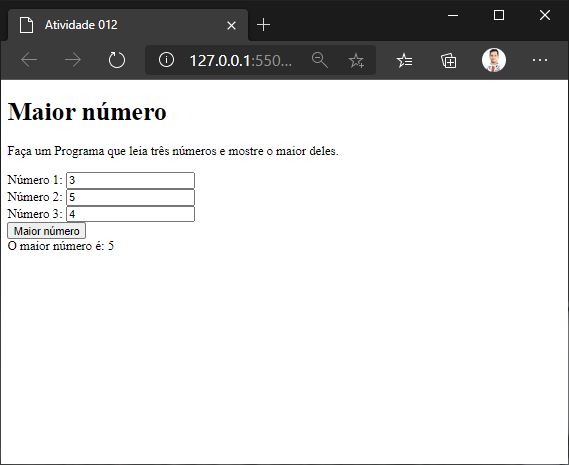 Atividade 012
127.0.0.1:550...
Maior número
Faça um Programa que leia três números e mostre o maior deles.
Número 1: 3
Número 2: 5
Número 3: 4
Maior número
O maior número é: 5